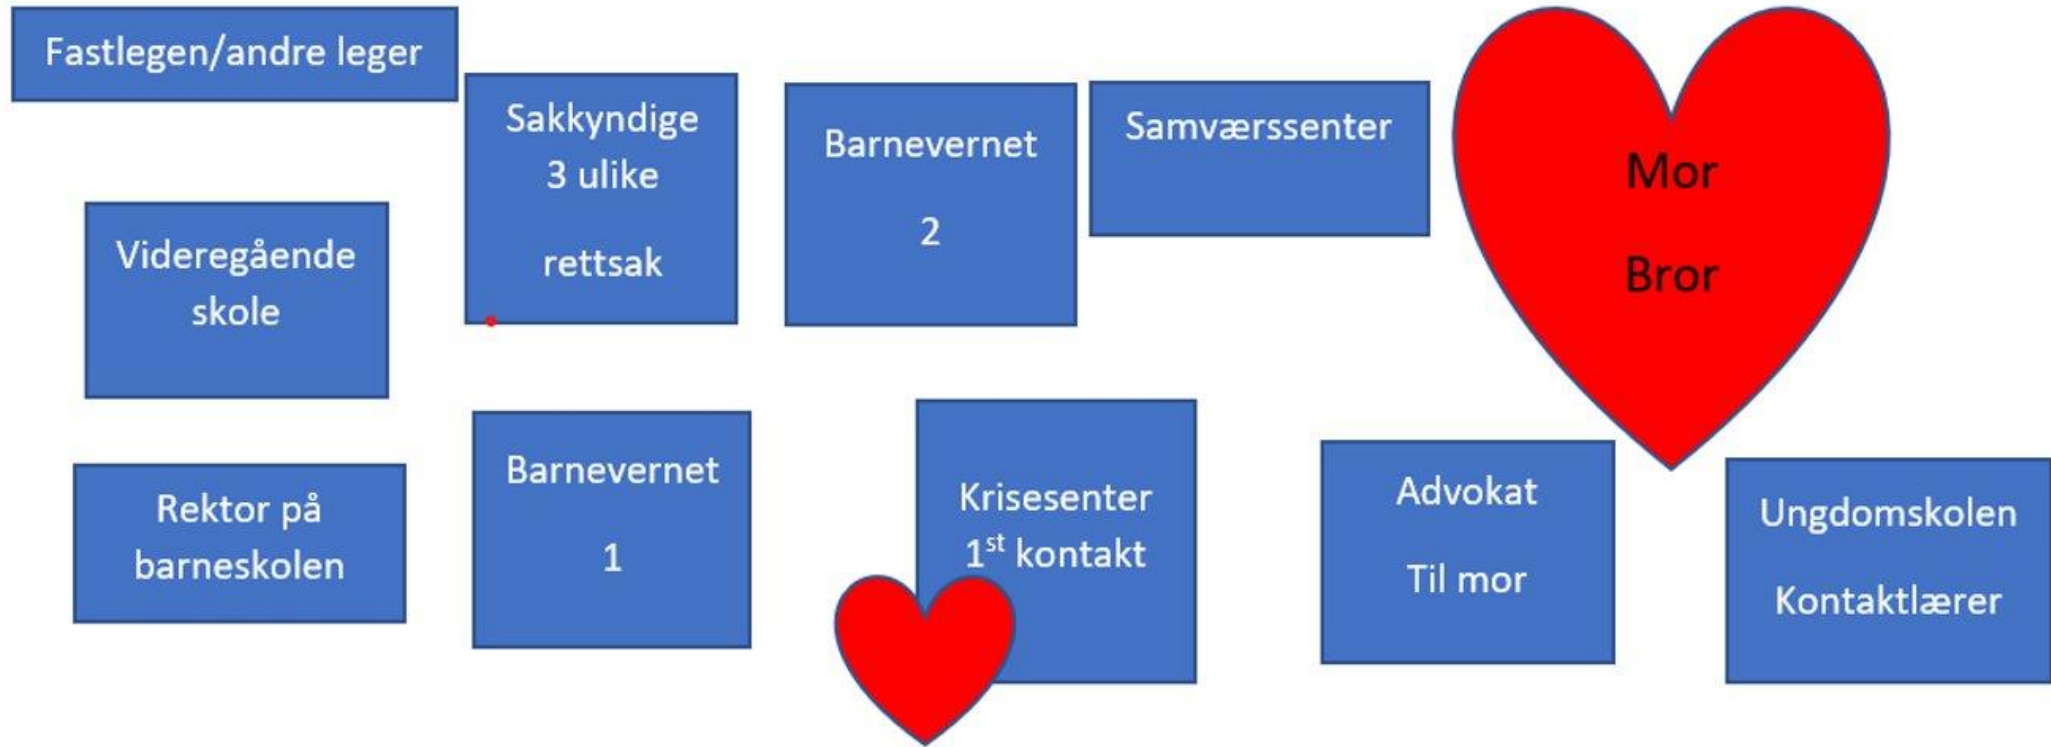 Fastlegen/andre leger
Sakkyndige
3 ulike
rettsak
Barnevernet
2
Samværssenter
Mor
Bror
Videregående
skole
Rektor på
barneskolen
Barnevernet
1
Krisesenter
1st kontakt
Advokat
Til mor
Ungdomskolen
Kontaktlærer